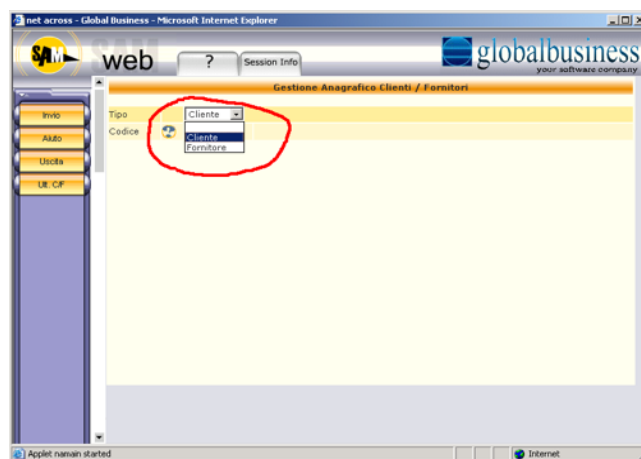 net across - Global Business - Microsoft Internet Explorer
SAM
SAM
web
?
Session Info
globalbusiness
your software company
Gestione Anagrafico Clienti / Fornitori
Invio
Aiuto
Uscita
Ult. C/F
Tipo
Cliente
Codice
?
Cliente
Fornitore
Applet namain started
Internet